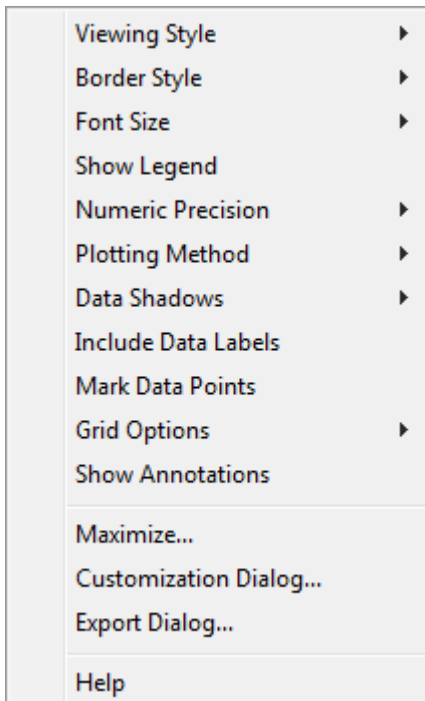 Viewing Style
Border Style
Font Size
Show Legend
Numeric Precision
Plotting Method
Data Shadows
Include Data Labels
Mark Data Points
Grid Options
Show Annotations
Maximize...
Customization Dialog...
Export Dialog...
Help